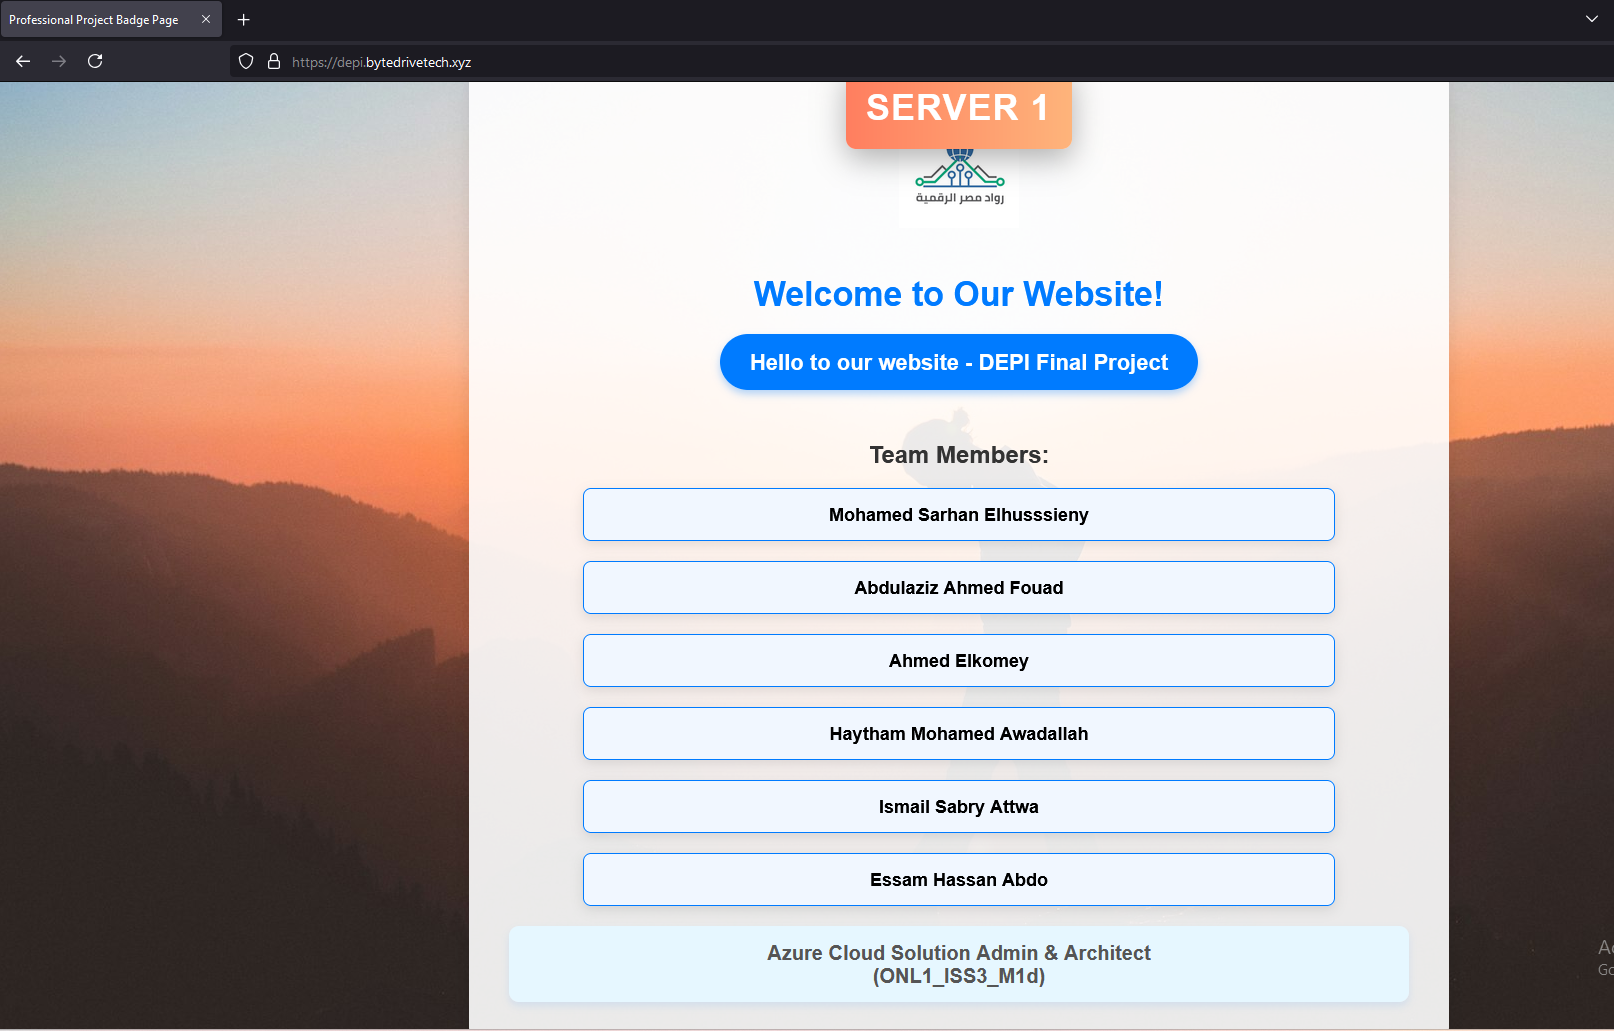 Professional Project Badge Page
https://depi.bytedrivetech.xyz
SERVER 1
رواد مصر الرقمية
Welcome to Our Website!
Hello to our website - DEPI Final Project
Team Members:
Mohamed Sarhan Elhusssieny
Abdulaziz Ahmed Fouad
Ahmed Elkomey
Haytham Mohamed Awadallah
Ismail Sabry Attwa
Essam Hassan Abdo
Azure Cloud Solution Admin & Architect
(ONL1_ISS3_M1d)